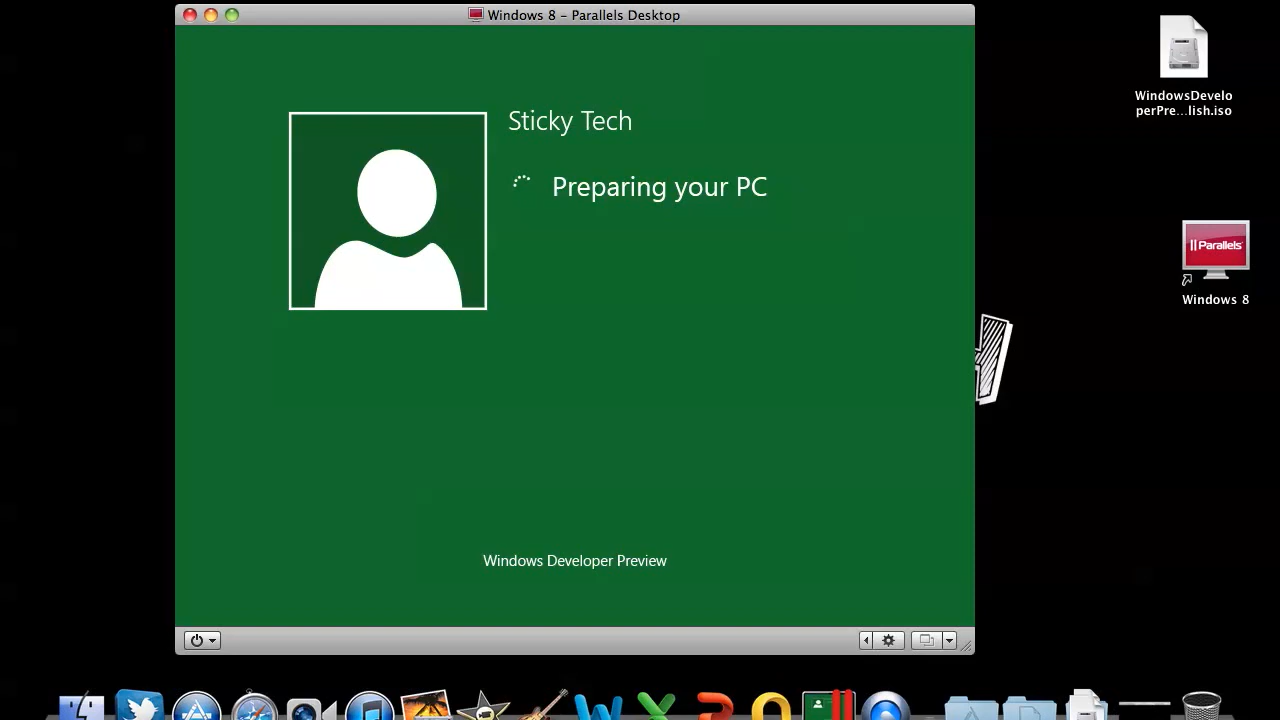 Windows 8 - Parallels Desktop
Sticky Tech
Preparing your PC
Windows Developer Preview
WindowsDevelo
perPre...lish.iso
Parallels
Windows 8